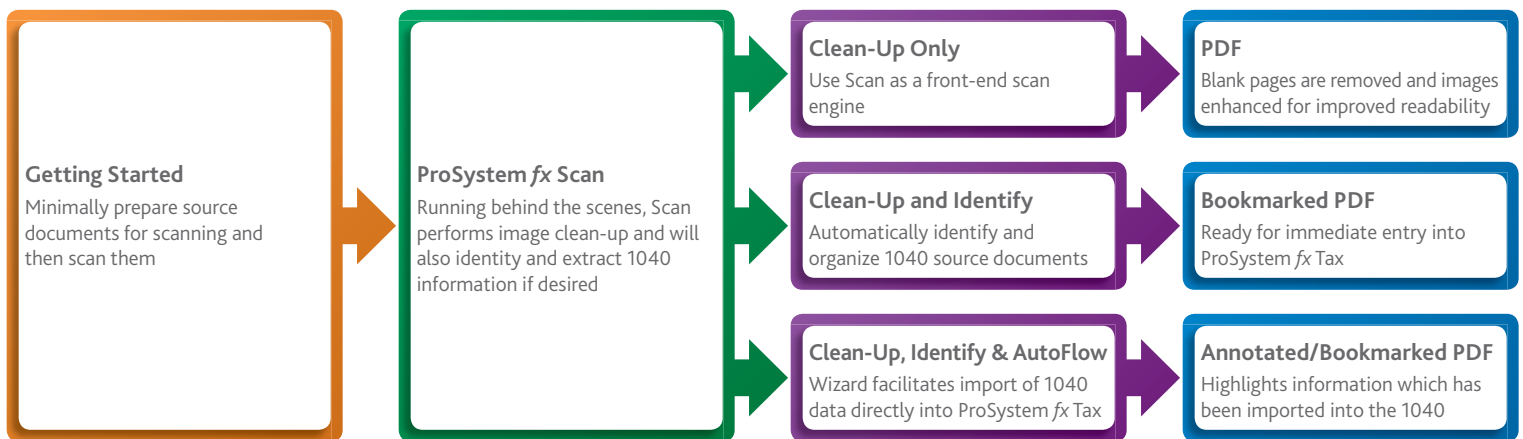 Getting Started
Minimally prepare source
documents for scanning and
then scan them
ProSystem fx Scan
Running behind the scenes, Scan
performs image clean-up and will
also identity and extract 1040
information if desired
Clean-Up Only
Use Scan as a front-end scan
engine
PDF
Blank pages are removed and images
enhanced for improved readability
Clean-Up and Identify
Automatically identify and
organize 1040 source documents
Bookmarked PDF
Ready for immediate entry into
ProSystem fx Tax
Clean-Up, Identify & AutoFlow
Wizard facilitates import of 1040
data directly into ProSystem fx Tax
Annotated/Bookmarked PDF
Highlights information which has
been imported into the 1040